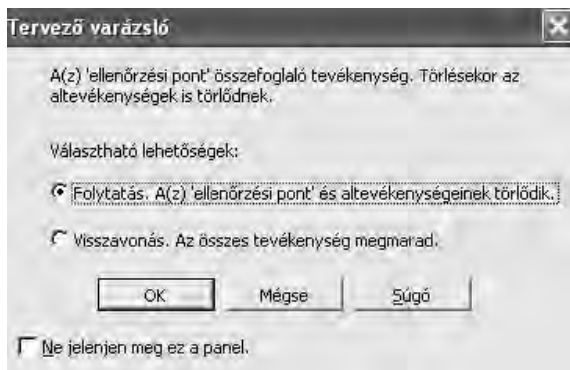 Tervező varázsló
A(z) 'ellenőrzési pont' összefoglaló tevékenység. Törlésekor az
altevékenységek is törlődnek.
Választható lehetőségek:
Folytatás. A(z) 'ellenőrzési pont' és altevékenységeinek törlődik.
Visszavonás. Az összes tevékenység megmarad.
OK Mégse Súgó
Ne jelenjen meg ez a panel.